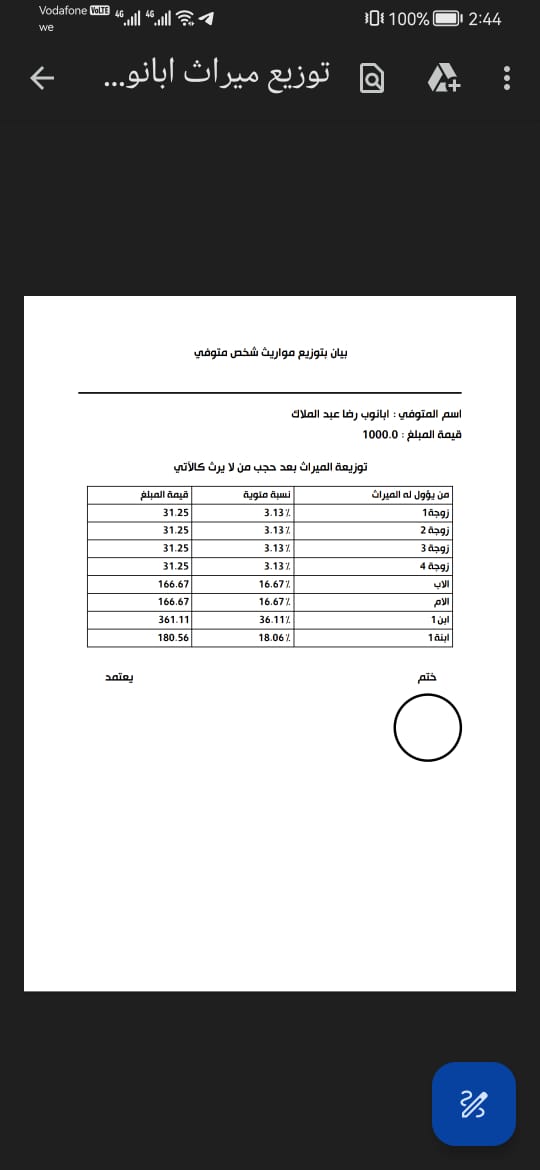 Vodafone VoLTE 4G 4G 100% 2:44
we
توزيع ميراث ابانو...
بيان بتوزيع مواريث شخص متوفي
اسم المتوفي : ابانوب رضا عبد الملاك
قيمة المبلغ : 1000.0
توزيعة الميراث بعد حجب من لا يرث كالآتي
من يؤول له الميراث نسبة مئوية قيمة المبلغ
زوجة1 3.13٪ 31.25
زوجة 2 3.13٪ 31.25
زوجة 3 3.13٪ 31.25
زوجة 4 3.13٪ 31.25
الاب 16.67٪ 166.67
الام 16.67٪ 166.67
ابن 1 36.11٪ 361.11
ابنة 1 18.06٪ 180.56
ختم يعتمد